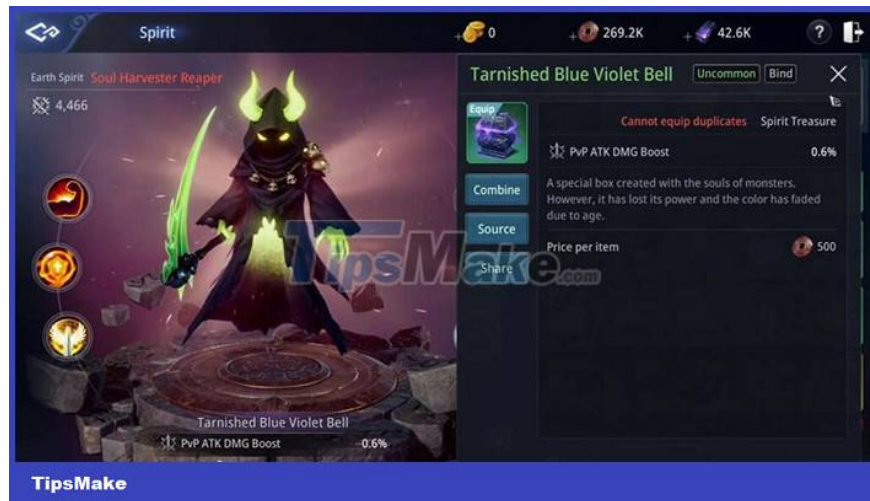 Spirit
0
269.2K
42.6K
?
Earth Spirit Soul Harvester Reaper
4,466
Tarnished Blue Violet Bell
Uncommon
Bind
Equip
Cannot equip duplicates Spirit Treasure
PvP ATK DMG Boost 0.6%
Combine
A special box created with the souls of monsters.
However, it has lost its power and the color has faded
due to age.
Source
Price per item 500
Share
TipsMake.com
Tarnished Blue Violet Bell
PvP ATK DMG Boost 0.6%
TipsMake